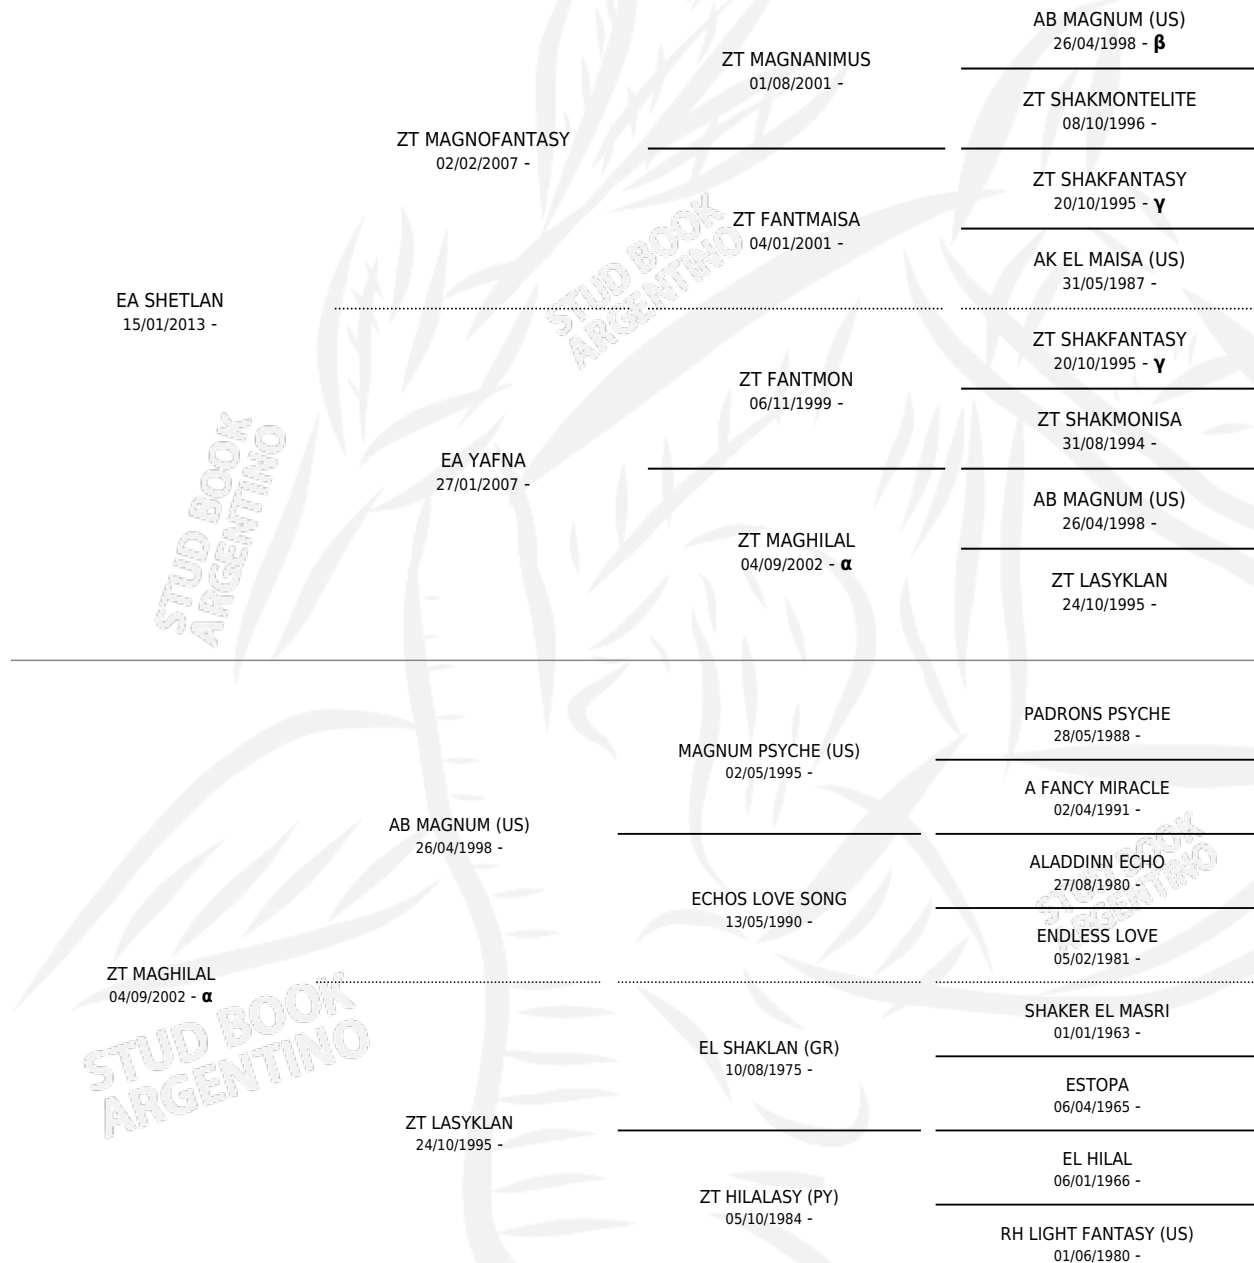 AB MAGNUM (US)
26/04/1998 - β
ZT MAGNANIMUS
01/08/2001 -
ZT SHAKMONTELITE
08/10/1996 -
ZT MAGNOFANTASY
02/02/2007 -
ZT SHAKFANTASY
20/10/1995 - γ
ZT FANTMAISA
04/01/2001 -
AK EL MAISA (US)
31/05/1987 -
EA SHETLAN
15/01/2013 -
STUD BOOK
ARGENTINO
ZT SHAKFANTASY
20/10/1995 - γ
ZT FANTMON
06/11/1999 -
ZT SHAKMONISA
31/08/1994 -
EA YAFNA
27/01/2007 -
AB MAGNUM (US)
26/04/1998 -
ZT MAGHILAL
04/09/2002 - α
ZT LASYKLAN
24/10/1995 -
STUD BOOK
ARGENTINO
PADRONS PSYCHE
28/05/1988 -
MAGNUM PSYCHE (US)
02/05/1995 -
A FANCY MIRACLE
02/04/1991 -
AB MAGNUM (US)
26/04/1998 -
ALADDINN ECHO
27/08/1980 -
ECHOS LOVE SONG
13/05/1990 -
ENDLESS LOVE
05/02/1981 -
STUD BOOK
ARGENTINO
ZT MAGHILAL
04/09/2002 - α
SHAKER EL MASRI
01/01/1963 -
EL SHAKLAN (GR)
10/08/1975 -
ESTOPA
06/04/1965 -
ZT LASYKLAN
24/10/1995 -
EL HILAL
06/01/1966 -
ZT HILALASY (PY)
05/10/1984 -
RH LIGHT FANTASY (US)
01/06/1980 -
STUD BOOK
ARGENTINO